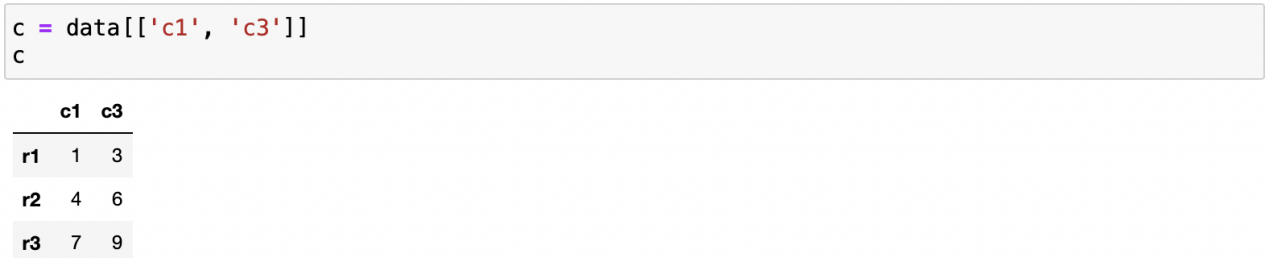 c = data[['c1', 'c3']]
c
c1 c3
r1 1 3
r2 4 6
r3 7 9